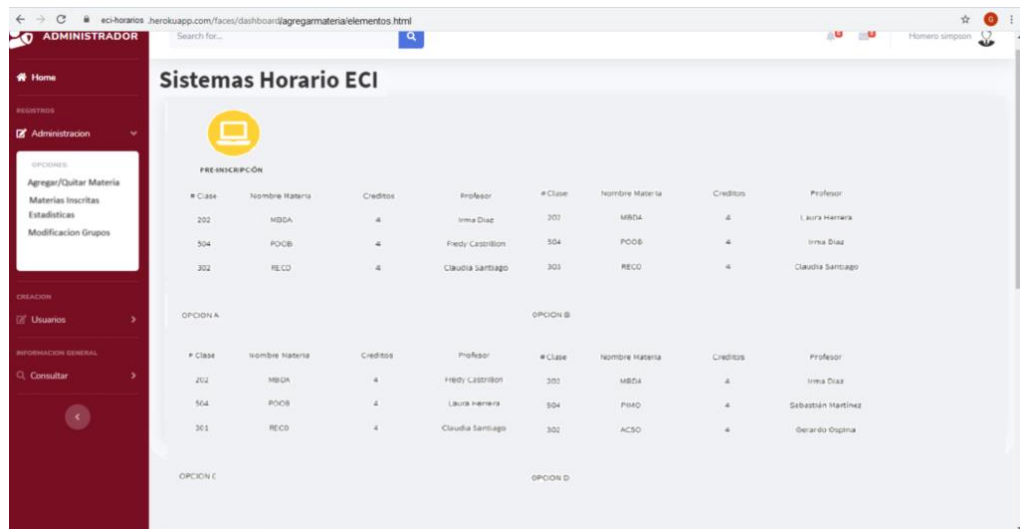 eci-horarios .herokuapp.com/faces/dashboard/agregarmateria/elementos.html
G
ADMINISTRADOR
Search for...
Homero simpson
Home
Sistemas Horario ECI
REGISTROS
Administracion
OPCIONES:
Agregar/Quitar Materia
Materias Inscritas
Estadisticas
Modificacion Grupos
CREACION
Usuarios
INFORMACION GENERAL
Consultar
PRE-INSCRIPCÓN
# Clase Nombre Materia Creditos Profesor
202 MBDA 4 Irma Diaz
504 POOB 4 Fredy Castrillon
302 RECO 4 Claudia Santiago
OPCION A
# Clase Nombre Materia Creditos Profesor
202 MBDA 4 Laura Herrera
504 POOB 4 Irma Diaz
303 RECO 4 Claudia Santiago
OPCION B
# Clase Nombre Materia Creditos Profesor
202 MBDA 4 Fredy Castrillon
504 POOB 4 Laura Herrera
301 RECO 4 Claudia Santiago
OPCION C
# Clase Nombre Materia Creditos Profesor
MBDA 4 Irma Diaz
504 PIMO 4 Sebastián Martínez
302 ACSO 4 Gerardo Ospina
OPCION D